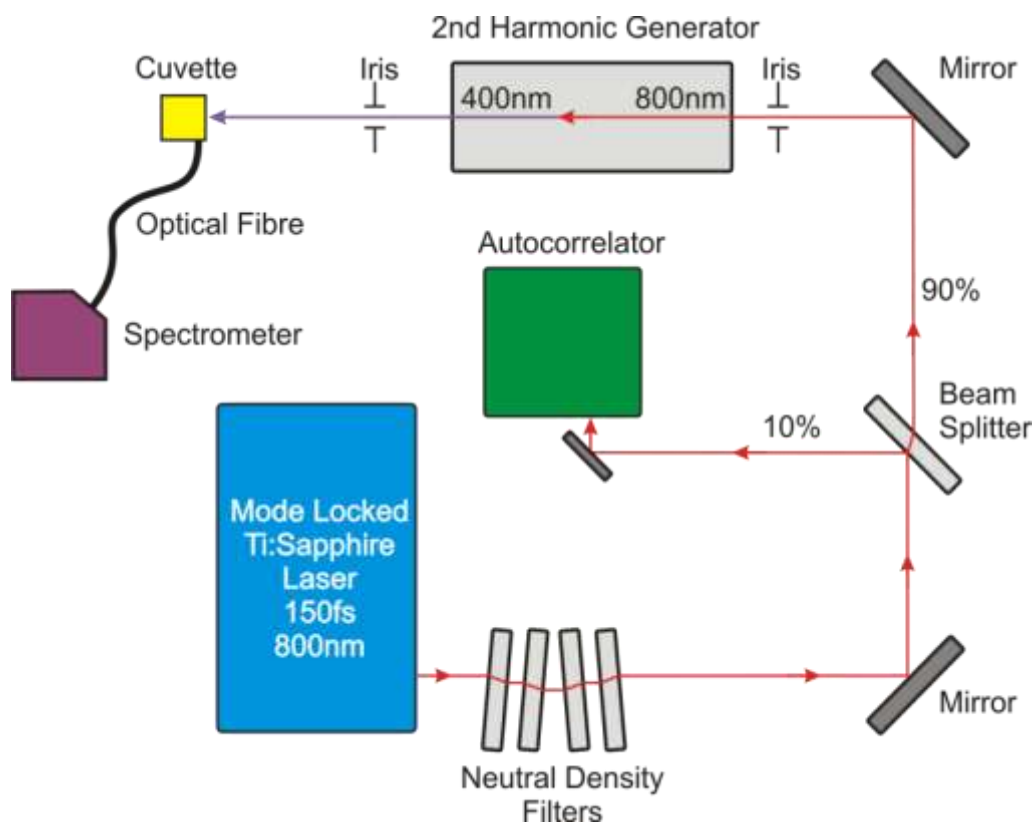 2nd Harmonic Generator
Cuvette
Iris
Iris
Mirror
400nm
800nm
Optical Fibre
Autocorrelator
90%
Spectrometer
Beam
Splitter
10%
Mode Locked
Ti:Sapphire
Laser
150fs
800nm
Mirror
Neutral Density
Filters